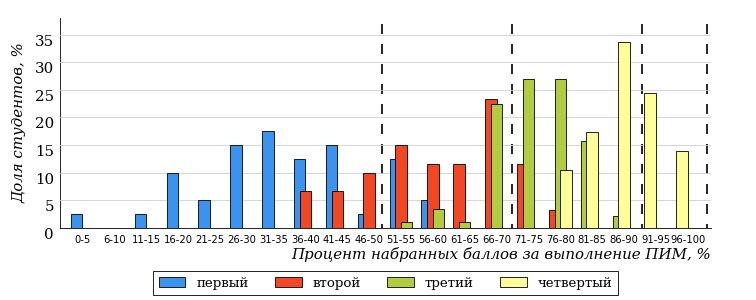 Доля студентов, %
35
30
25
20
15
10
5
0
0-5 6-10 11-15 16-20 21-25 26-30 31-35 36-40 41-45 46-50 51-55 56-60 61-65 66-70 71-75 76-80 81-85 86-90 91-95 96-100
Процент набранных баллов за выполнение ПИМ, %
первый второй третий четвертый